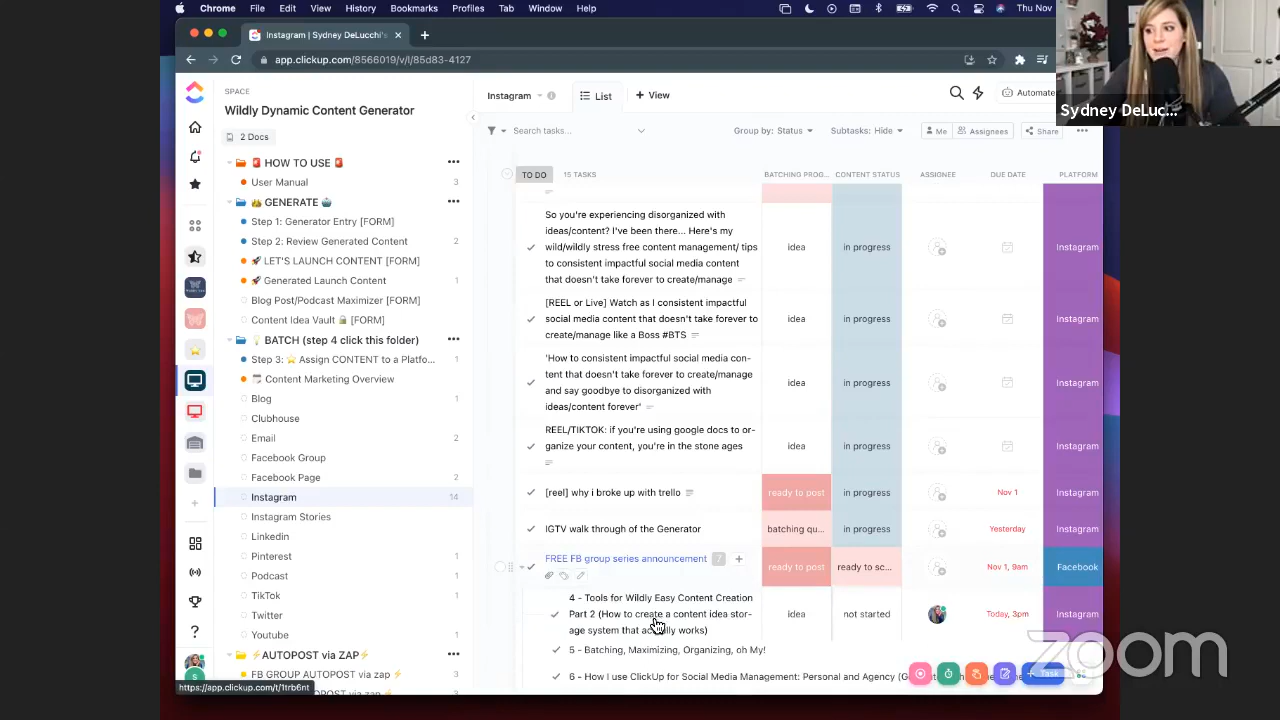 Chrome File Edit View History Bookmarks Profiles Tab Window Help Thu Nov
Instagram | Sydney DeLucchi's
app.clickup.com/8566019/v/l/85d83-4127
Sydney DeLuc...
SPACE
Wildly Dynamic Content Generator
2 Docs
HOW TO USE
User Manual 3
GENERATE
Step 1: Generator Entry [FORM]
Step 2: Review Generated Content 2
LET'S LAUNCH CONTENT [FORM]
Generated Launch Content 1
Blog Post/Podcast Maximizer [FORM]
Content Idea Vault [FORM]
BATCH (step 4 click this folder)
Step 3: Assign CONTENT to a Platfo... 1
Content Marketing Overview
Blog 1
Clubhouse
Email 2
Facebook Group
Facebook Page 2
Instagram 14
Instagram Stories
Linkedin
Pinterest 1
Podcast 1
TikTok 1
Twitter
Youtube 1
AUTOPOST via ZAP
FB GROUP AUTOPOST via zap
https://app.clickup.com/t/1trb6nt
Instagram List + View Automate
Search tasks... Group by: Status Subtasks: Hide Me Assignees Share
TO DO 15 TASKS BATCHING PROG... CONTENT STATUS ASSIGNEE DUE DATE PLATFORM
So you're experiencing disorganized with
ideas/content? I've been there... Here's my
wild/wildly stress free content management/ tips idea in progress Instagram
to consistent impactful social media content
that doesn't take forever to create/manage
[REEL or Live] Watch as I consistent impactful
social media content that doesn't take forever to idea in progress Instagram
create/manage like a Boss #BTS
'How to consistent impactful social media con-
tent that doesn't take forever to create/manage
and say goodbye to disorganized with idea in progress Instagram
ideas/content forever'
REEL/TIKTOK: if you're using google docs to or-
ganize your content, you're in the stone ages idea in progress Instagram
[reel] why i broke up with trello ready to post in progress Nov 1 Instagram
IGTV walk through of the Generator batching qu... in progress Yesterday Instagram
FREE FB group series announcement 7 + ready to post ready to sc... Nov 1, 9am Facebook
4 - Tools for Wildly Easy Content Creation
Part 2 (How to create a content idea stor- idea not started Today, 3pm Instagram
age system that actually works)
5 - Batching, Maximizing, Organizing, oh My!
6 - How I use ClickUp for Social Media Management: Personal and Agency
+ Task
zoom